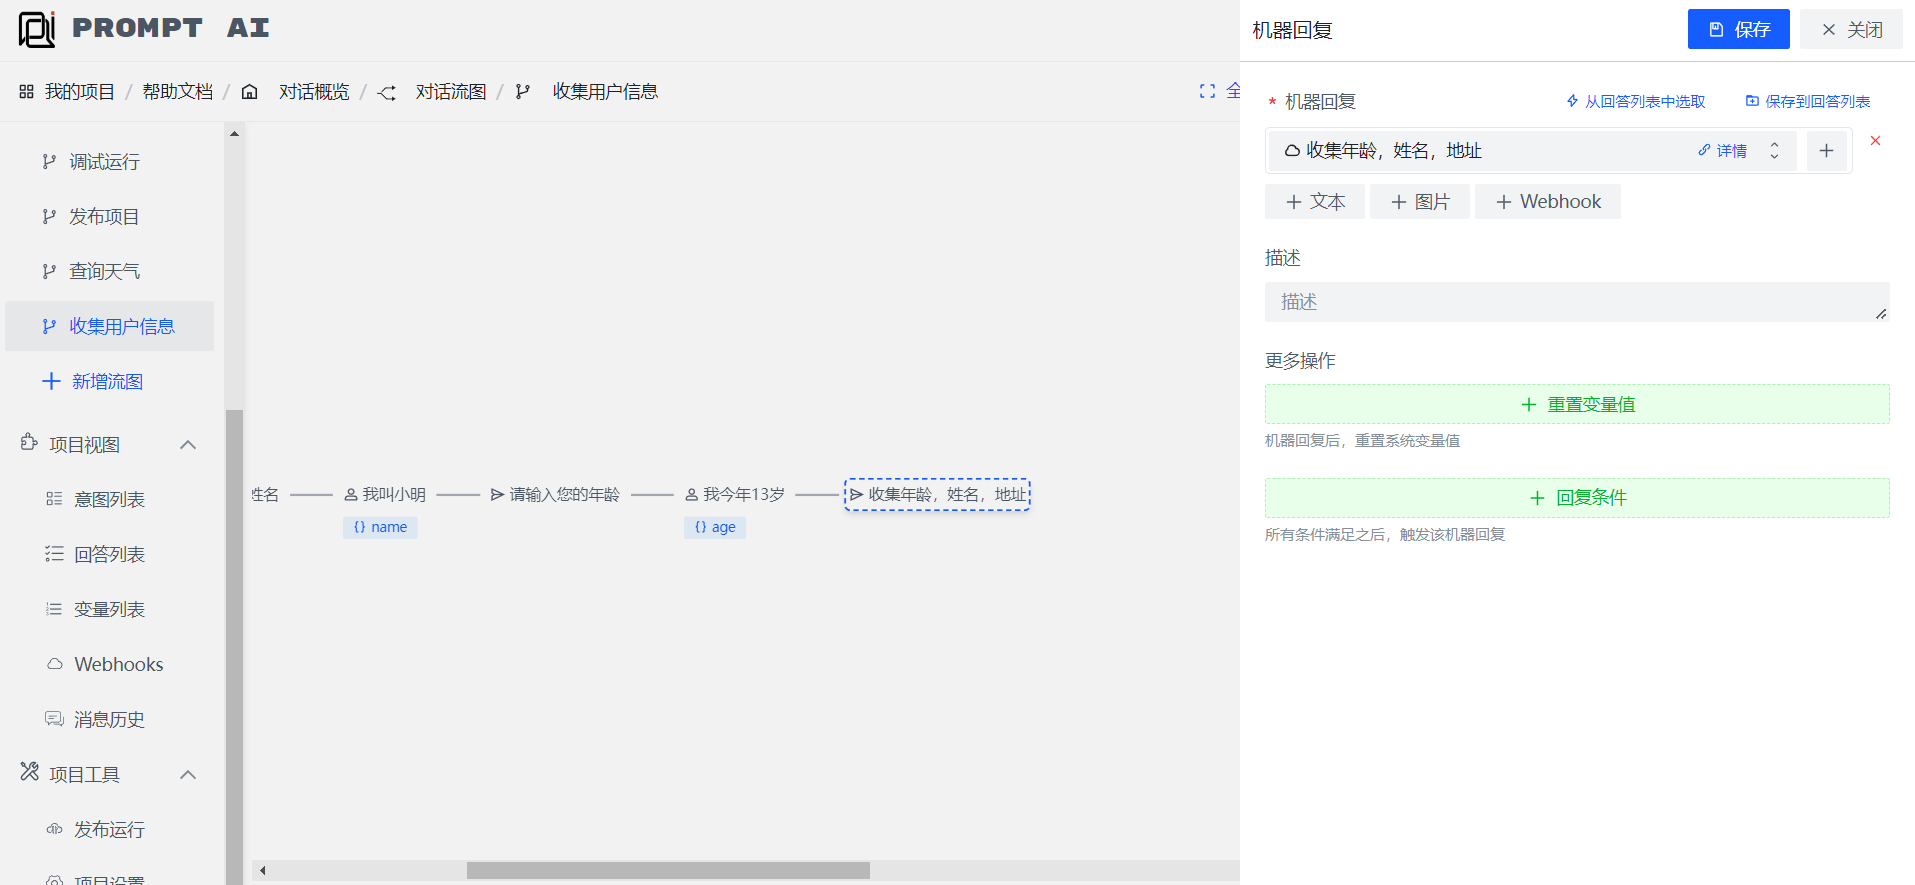 PROMPT AI
我的项目 / 帮助文档 / 对话概览 / 对话流图 / 收集用户信息
全
调试运行
发布项目
查询天气
收集用户信息
新增流图
项目视图
意图列表
回答列表
变量列表
Webhooks
消息历史
项目工具
发布运行
项目设置
姓名
我叫小明
请输入您的年龄
我今年13岁
收集年龄，姓名，地址
{} name
{} age
机器回复
保存
关闭
* 机器回复
从回答列表中选取
保存到回答列表
收集年龄，姓名，地址
详情
文本
图片
Webhook
描述
描述
更多操作
重置变量值
机器回复后，重置系统变量值
回复条件
所有条件满足之后，触发该机器回复